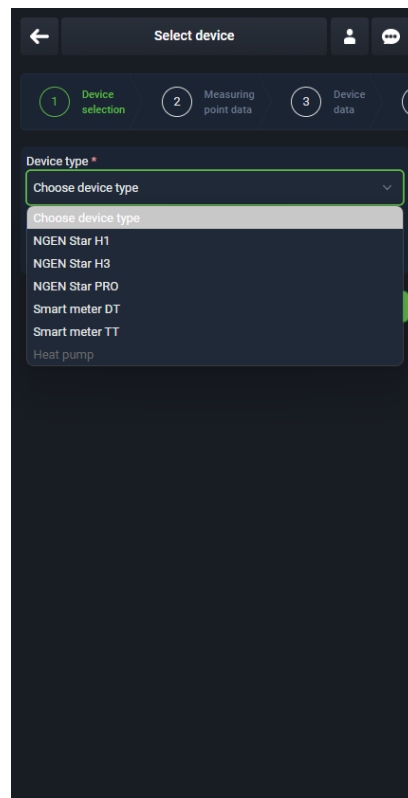 Select device
1 Device selection
2 Measuring point data
3 Device data
Device type *
Choose device type
Choose device type
NGEN Star H1
NGEN Star H3
NGEN Star PRO
Smart meter DT
Smart meter TT
Heat pump